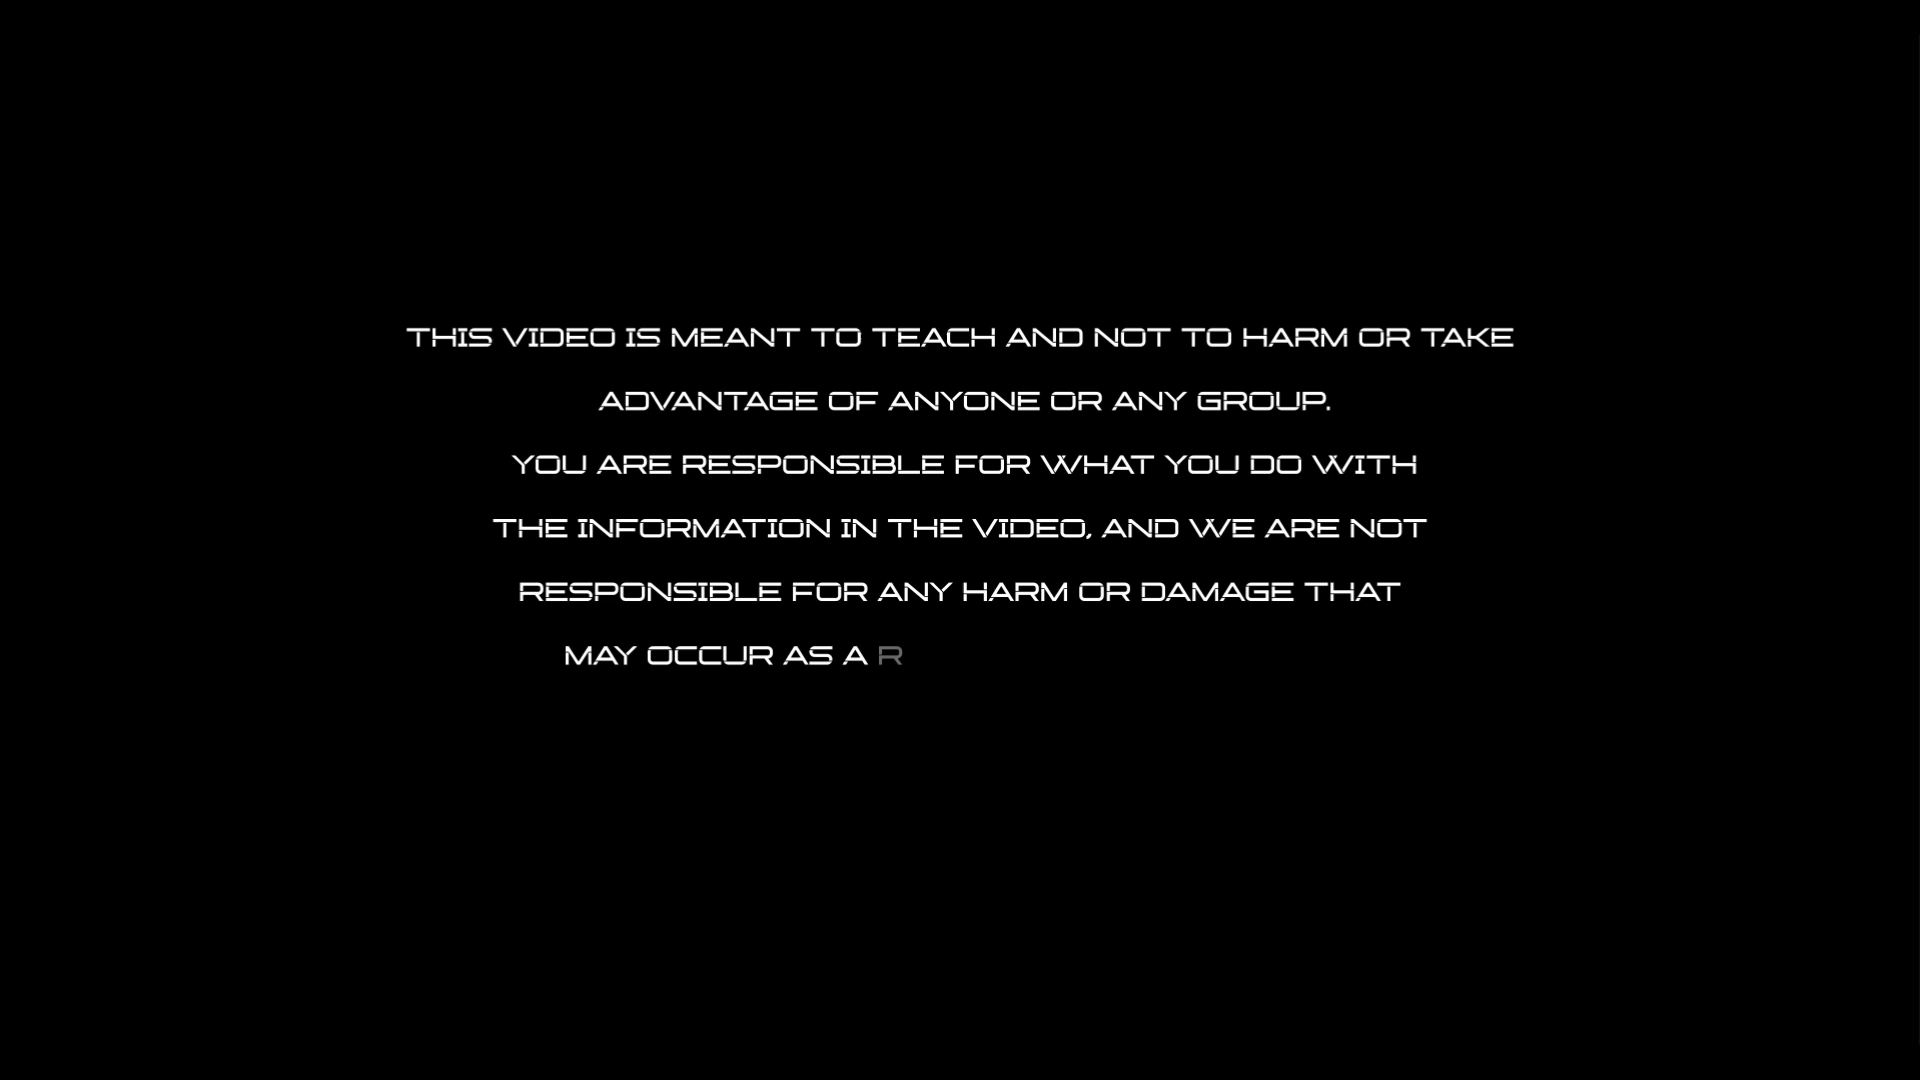 THIS VIDEO IS MEANT TO TEACH AND NOT TO HARM OR TAKE
ADVANTAGE OF ANYONE OR ANY GROUP.
YOU ARE RESPONSIBLE FOR WHAT YOU DO WITH
THE INFORMATION IN THE VIDEO, AND WE ARE NOT
RESPONSIBLE FOR ANY HARM OR DAMAGE THAT
MAY OCCUR AS A R